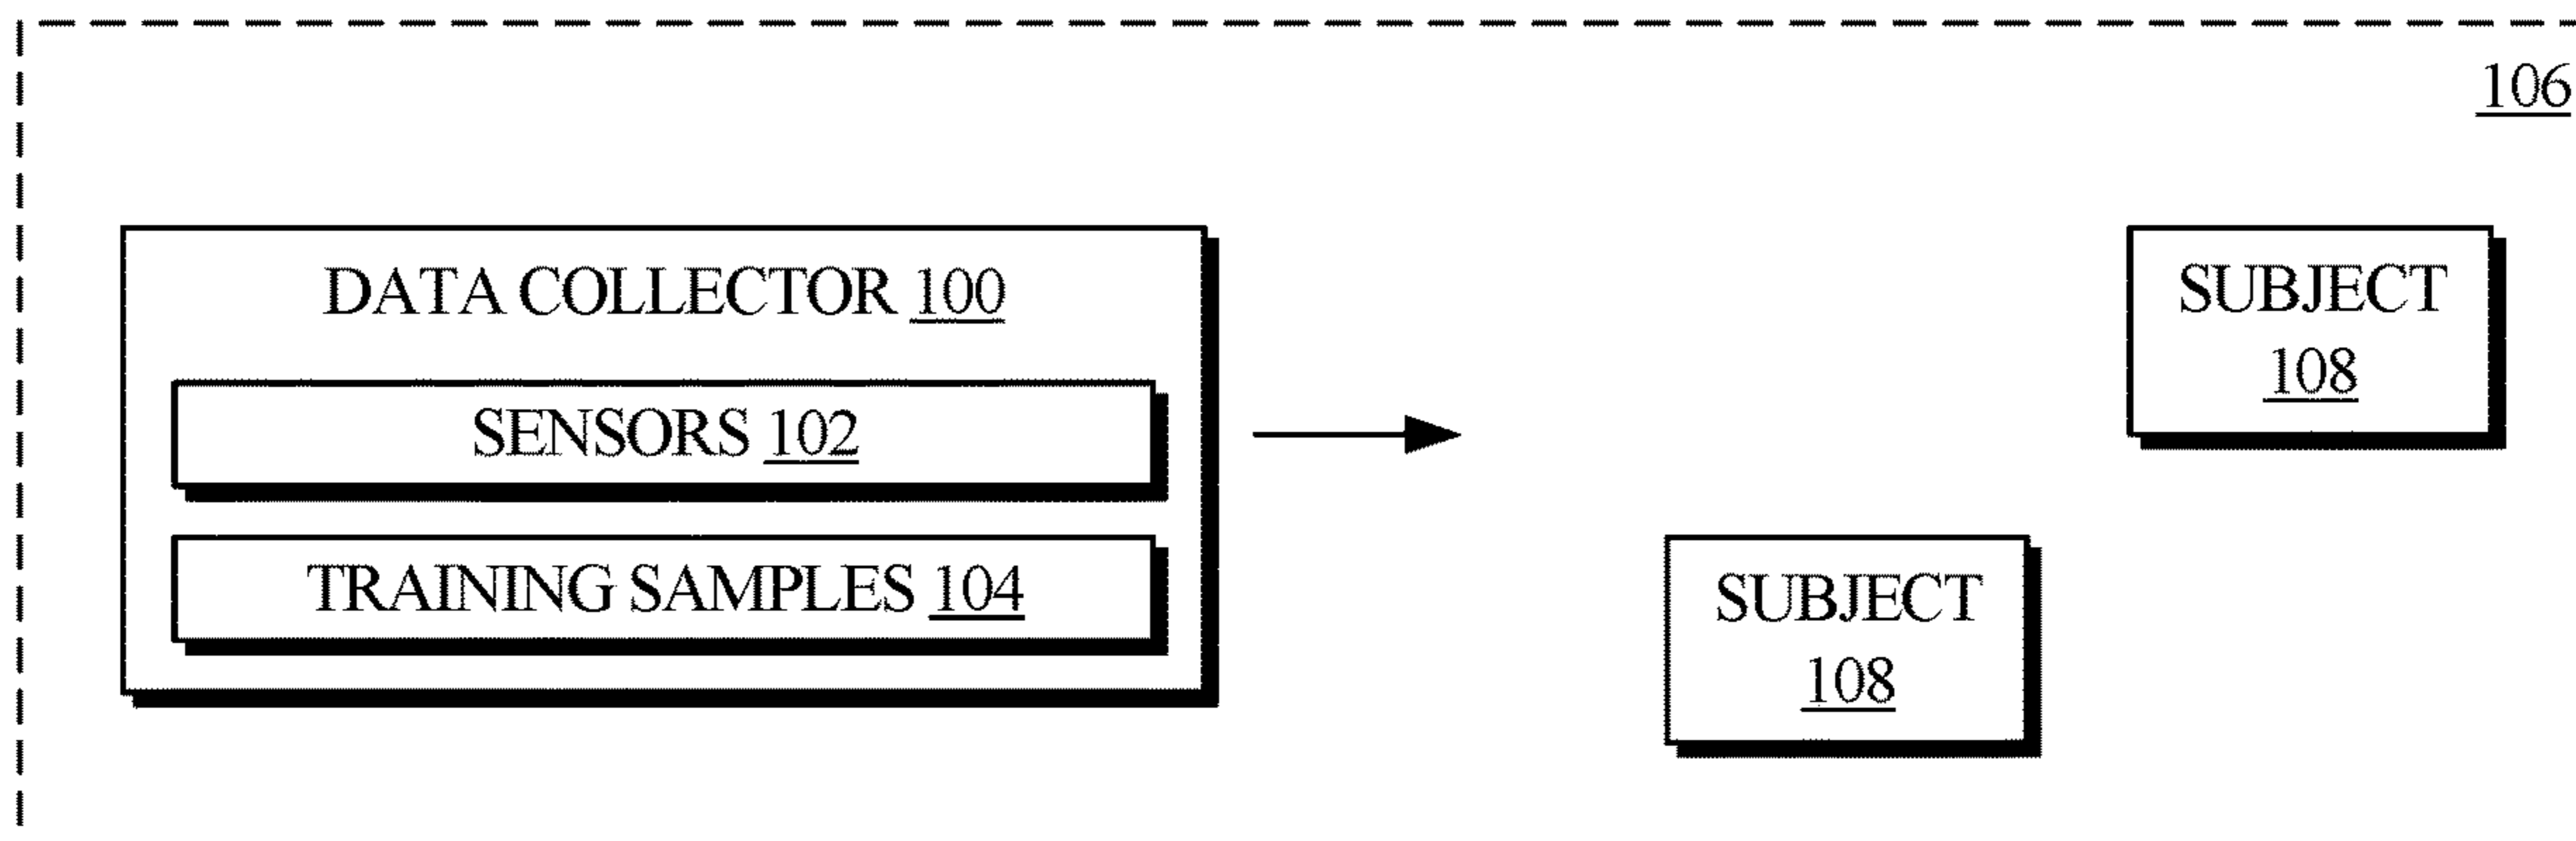 106
DATA COLLECTOR 100
SENSORS 102
TRAINING SAMPLES 104
SUBJECT
108
SUBJECT
108